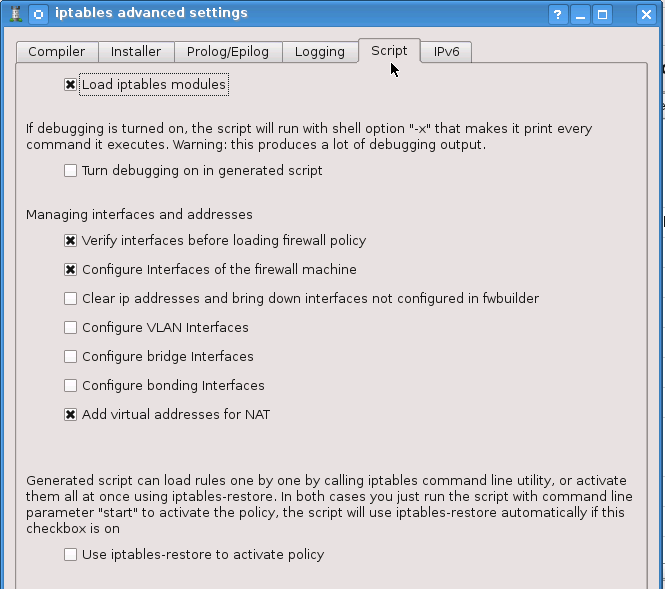 iptables advanced settings
?
Compiler Installer Prolog/Epilog Logging Script IPv6
Load iptables modules
If debugging is turned on, the script will run with shell option "-x" that makes it print every
command it executes. Warning: this produces a lot of debugging output.
Turn debugging on in generated script
Managing interfaces and addresses
Verify interfaces before loading firewall policy
Configure Interfaces of the firewall machine
Clear ip addresses and bring down interfaces not configured in fwbuilder
Configure VLAN Interfaces
Configure bridge Interfaces
Configure bonding Interfaces
Add virtual addresses for NAT
Generated script can load rules one by one by calling iptables command line utility, or activate
them all at once using iptables-restore. In both cases you just run the script with command line
parameter "start" to activate the policy, the script will use iptables-restore automatically if this
checkbox is on
Use iptables-restore to activate policy